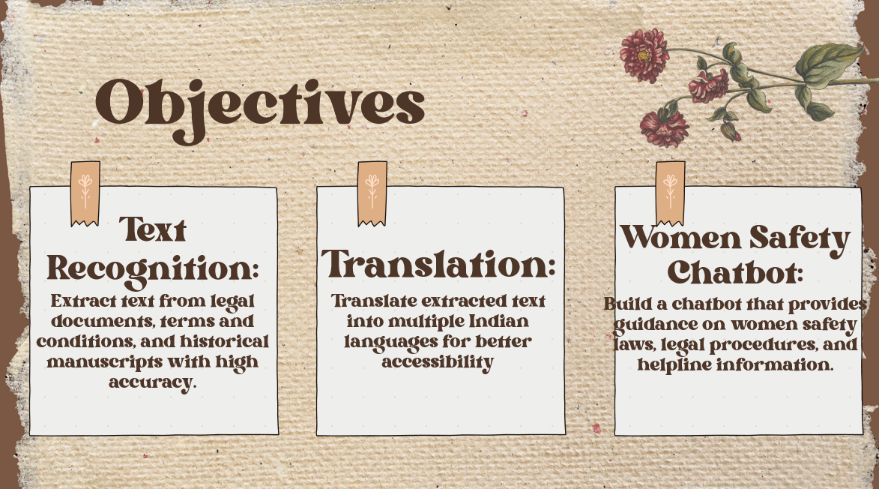 Objectives
Text
Recognition:
Extract text from legal
documents, terms and
conditions, and historical
manuscripts with high
accuracy.
Translation:
Translate extracted text
into multiple Indian
languages for better
accessibility
Women Safety
Chatbot:
Build a chatbot that provides
guidance on women safety
laws, legal procedures, and
helpline information.